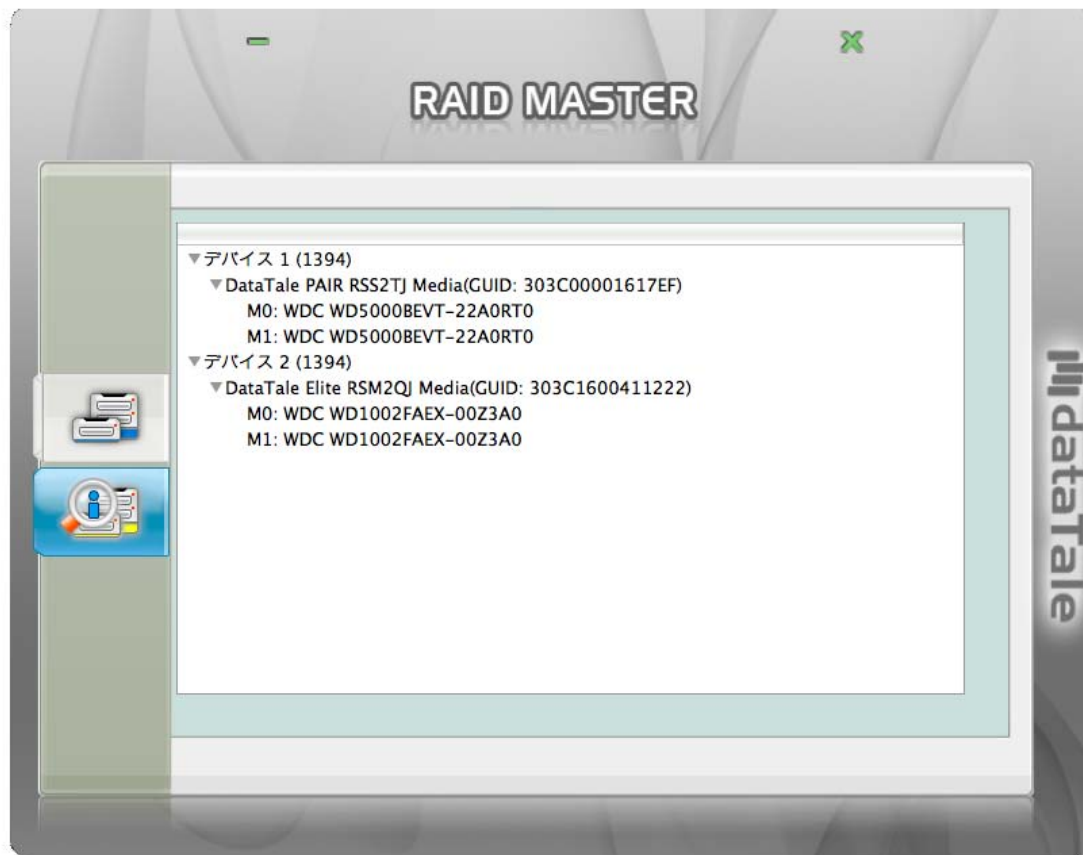 RAID MASTER
デバイス 1 (1394)
DataTale PAIR RSS2TJ Media(GUID: 303C00001617EF)
M0: WDC WD5000BEVT-22A0RT0
M1: WDC WD5000BEVT-22A0RT0
デバイス 2 (1394)
DataTale Elite RSM2QJ Media(GUID: 303C1600411222)
M0: WDC WD1002FAEX-00Z3A0
M1: WDC WD1002FAEX-00Z3A0
dataTale